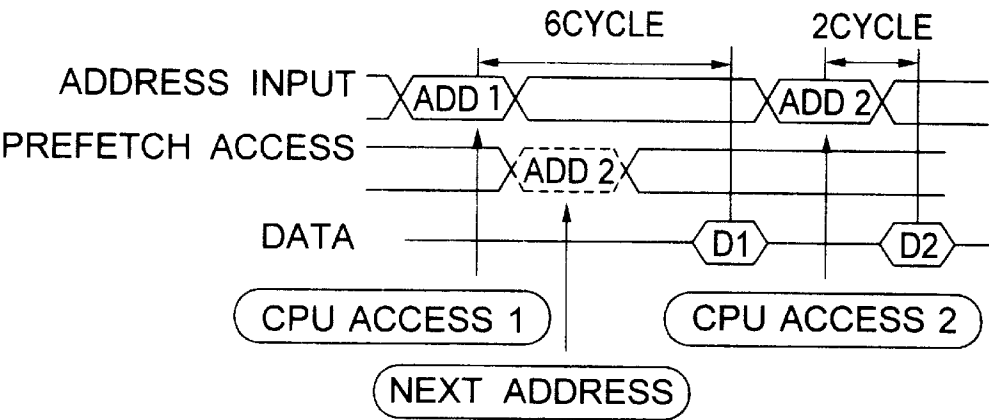 6CYCLE 2CYCLE
ADDRESS INPUT ADD 1 ADD 2
PREFETCH ACCESS ADD 2
DATA D1 D2
CPU ACCESS 1 CPU ACCESS 2
NEXT ADDRESS